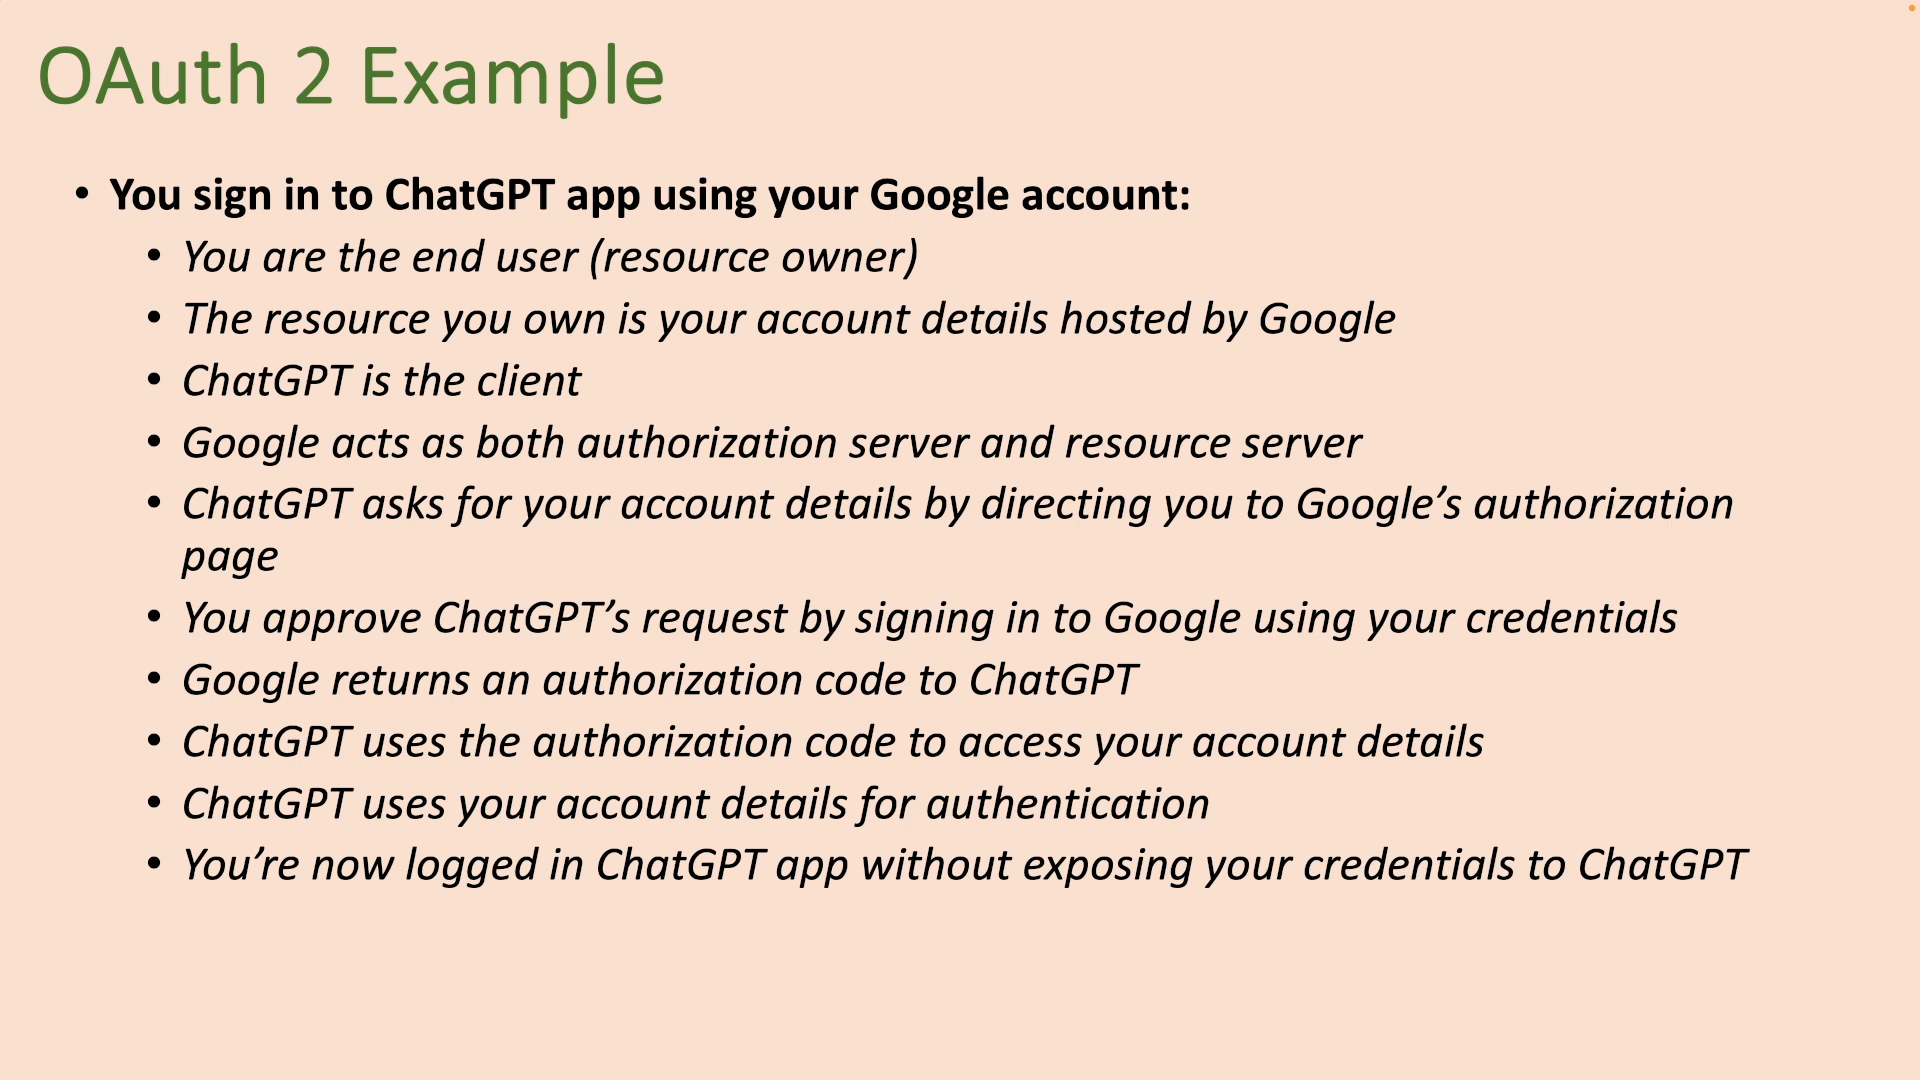 OAuth 2 Example
• You sign in to ChatGPT app using your Google account:
• You are the end user (resource owner)
• The resource you own is your account details hosted by Google
• ChatGPT is the client
• Google acts as both authorization server and resource server
• ChatGPT asks for your account details by directing you to Google’s authorization
page
• You approve ChatGPT’s request by signing in to Google using your credentials
• Google returns an authorization code to ChatGPT
• ChatGPT uses the authorization code to access your account details
• ChatGPT uses your account details for authentication
• You’re now logged in ChatGPT app without exposing your credentials to ChatGPT